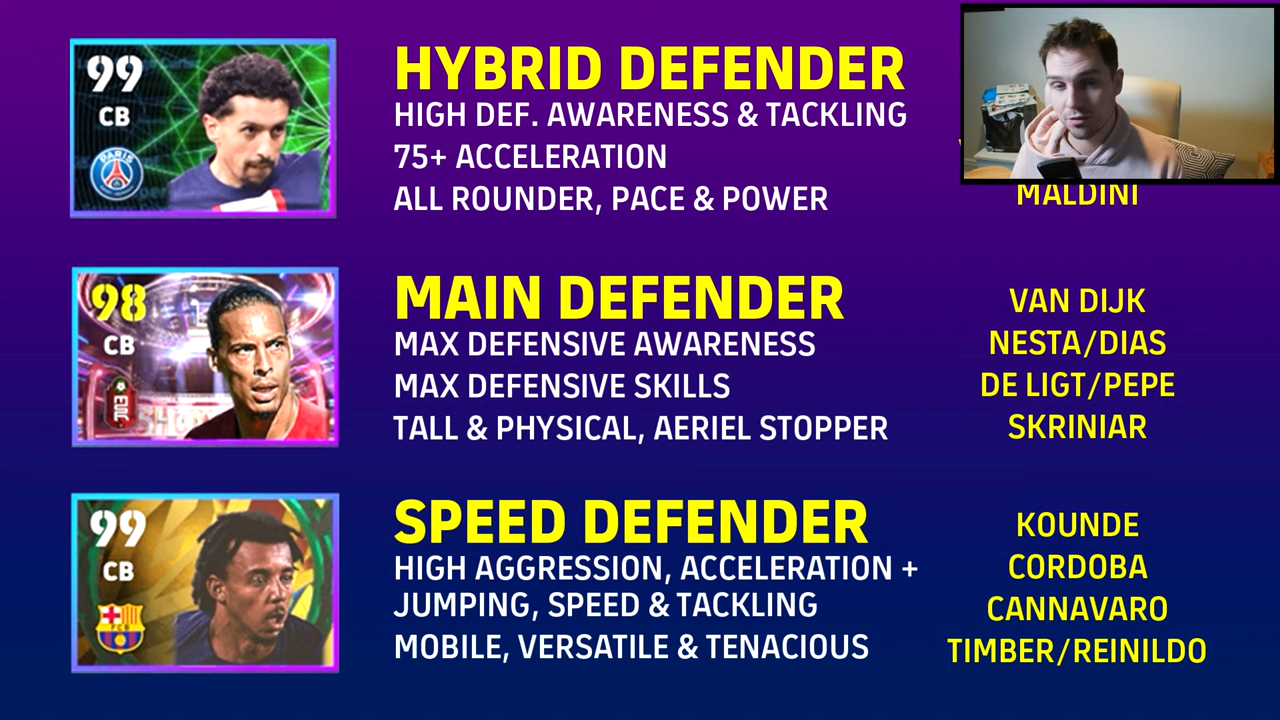 99
CB
PARIS
HYBRID DEFENDER
HIGH DEF. AWARENESS & TACKLING
75+ ACCELERATION
ALL ROUNDER, PACE & POWER
MALDINI
98
CB
MAIN DEFENDER
MAX DEFENSIVE AWARENESS
MAX DEFENSIVE SKILLS
TALL & PHYSICAL, AERIEL STOPPER
VAN DIJK
NESTA/DIAS
DE LIGT/PEPE
SKRINIAR
99
CB
FCB
SPEED DEFENDER
HIGH AGGRESSION, ACCELERATION +
JUMPING, SPEED & TACKLING
MOBILE, VERSATILE & TENACIOUS
KOUNDE
CORDOBA
CANNAVARO
TIMBER/REINILDO